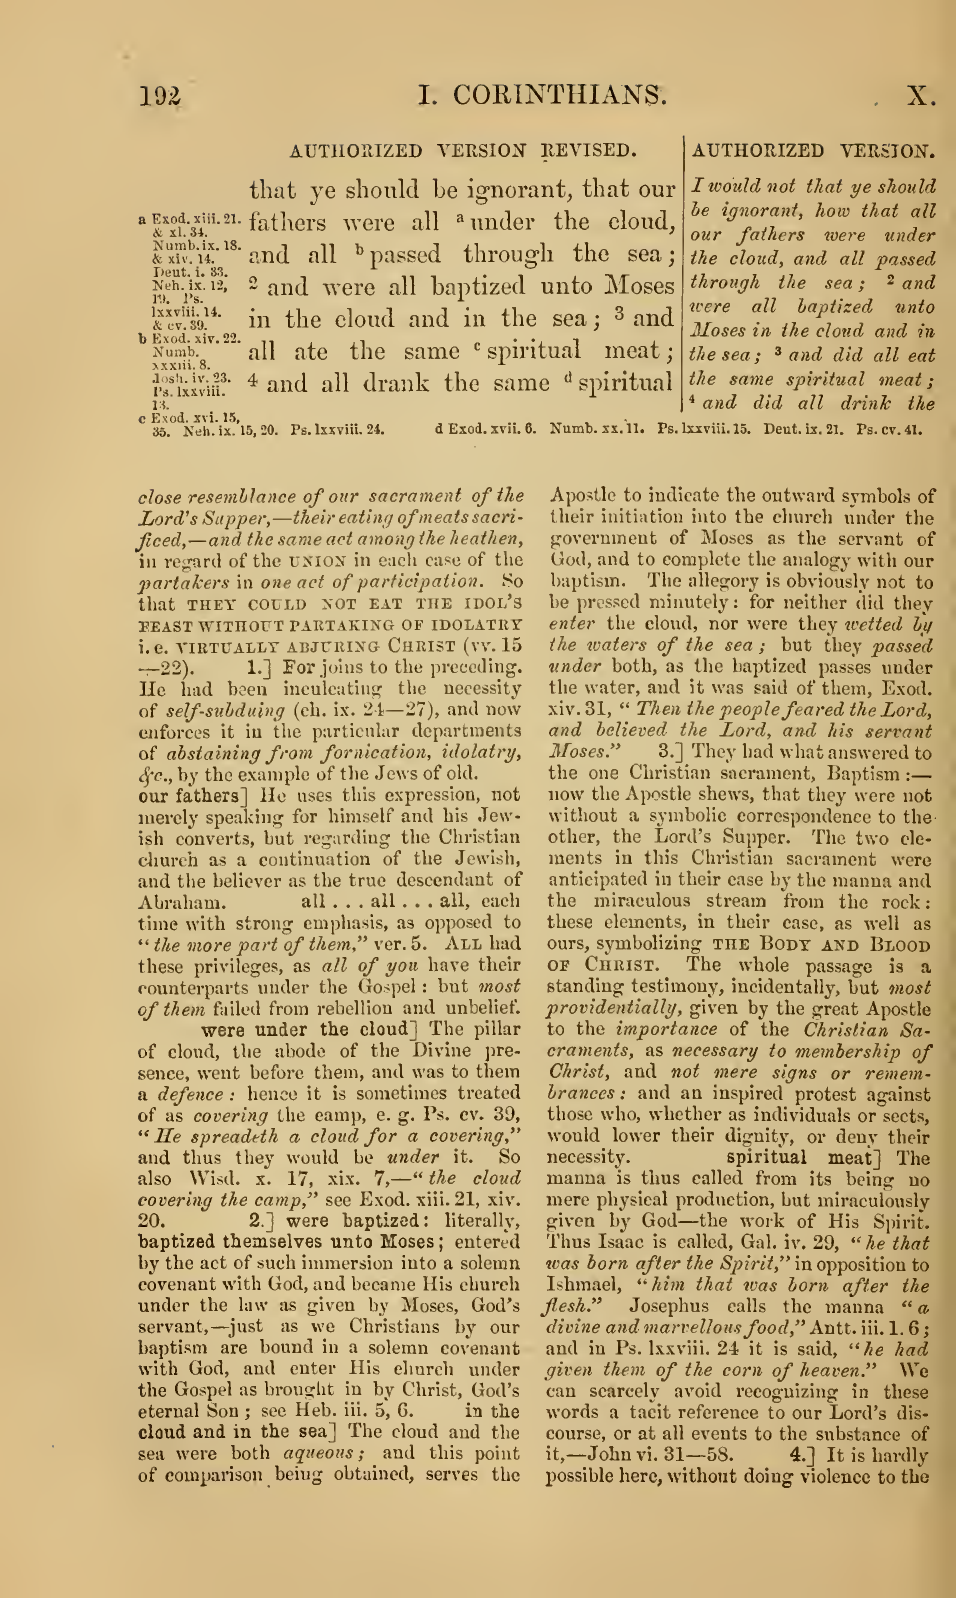 192
I. CORINTHIANS.
X.
AUTHORIZED VERSION REVISED.
that ye should be ignorant, that our
fathers were all a under the cloud,
and all b passed through the sea;
2 and were all baptized unto Moses
in the cloud and in the sea; 3 and
all ate the same c spiritual meat;
4 and all drank the same d spiritual
a Exod. xiii. 21.
& xl. 34.
Numb. ix. 18.
& xiv. 14.
Deut. i. 33.
Neh. ix. 12,
19. Ps.
lxxviii. 14.
& cv. 39.
b Exod. xiv. 22.
Numb.
xxxiii. 8.
Josh. iv. 23.
Ps. lxxviii.
13.
c Exod. xvi. 15,
35. Neh. ix. 15, 20. Ps. lxxviii. 24.
d Exod. xvii. 6. Numb. xx. 11. Ps. lxxviii. 15. Deut. ix. 21. Ps. cv. 41.
AUTHORIZED VERSION.
I would not that ye should
be ignorant, how that all
our fathers were under
the cloud, and all passed
through the sea; 2 and
were all baptized unto
Moses in the cloud and in
the sea; 3 and did all eat
the same spiritual meat;
4 and did all drink the
close resemblance of our sacrament of the
Lord's Supper,—their eating of meats sacri-
ficed,—and the same act among the heathen,
in regard of the UNION in each case of the
partakers in one act of participation. So
that THEY COULD NOT EAT THE IDOL'S
FEAST WITHOUT PARTAKING OF IDOLATRY
i. e. VIRTUALLY ABJURING CHRIST (vv. 15
—22). 1.] For joins to the preceding.
He had been inculcating the necessity
of self-subduing (ch. ix. 24—27), and now
enforces it in the particular departments
of abstaining from fornication, idolatry,
&c., by the example of the Jews of old.
our fathers] He uses this expression, not
merely speaking for himself and his Jew-
ish converts, but regarding the Christian
church as a continuation of the Jewish,
and the believer as the true descendant of
Abraham. all . . . all . . . all, each
time with strong emphasis, as opposed to
"the more part of them," ver. 5. ALL had
these privileges, as all of you have their
counterparts under the Gospel: but most
of them failed from rebellion and unbelief.
were under the cloud] The pillar
of cloud, the abode of the Divine pre-
sence, went before them, and was to them
a defence: hence it is sometimes treated
of as covering the camp, e. g. Ps. cv. 39,
"He spreadeth a cloud for a covering,"
and thus they would be under it. So
also Wisd. x. 17, xix. 7,—"the cloud
covering the camp," see Exod. xiii. 21, xiv.
20. 2.] were baptized: literally,
baptized themselves unto Moses; entered
by the act of such immersion into a solemn
covenant with God, and became His church
under the law as given by Moses, God's
servant,—just as we Christians by our
baptism are bound in a solemn covenant
with God, and enter His church under
the Gospel as brought in by Christ, God's
eternal Son; see Heb. iii. 5, 6. in the
cloud and in the sea] The cloud and the
sea were both aqueous; and this point
of comparison being obtained, serves the
Apostle to indicate the outward symbols of
their initiation into the church under the
government of Moses as the servant of
God, and to complete the analogy with our
baptism. The allegory is obviously not to
be pressed minutely: for neither did they
enter the cloud, nor were they wetted by
the waters of the sea; but they passed
under both, as the baptized passes under
the water, and it was said of them, Exod.
xiv. 31, "Then the people feared the Lord,
and believed the Lord, and his servant
Moses." 3.] They had what answered to
the one Christian sacrament, Baptism:—
now the Apostle shews, that they were not
without a symbolic correspondence to the
other, the Lord's Supper. The two ele-
ments in this Christian sacrament were
anticipated in their case by the manna and
the miraculous stream from the rock:
these elements, in their case, as well as
ours, symbolizing THE BODY AND BLOOD
OF CHRIST. The whole passage is a
standing testimony, incidentally, but most
providentially, given by the great Apostle
to the importance of the Christian Sa-
craments, as necessary to membership of
Christ, and not mere signs or remem-
brances: and an inspired protest against
those who, whether as individuals or sects,
would lower their dignity, or deny their
necessity. spiritual meat] The
manna is thus called from its being no
mere physical production, but miraculously
given by God—the work of His Spirit.
Thus Isaac is called, Gal. iv. 29, "he that
was born after the Spirit," in opposition to
Ishmael, "him that was born after the
flesh." Josephus calls the manna "a
divine and marvellous food," Antt. iii. 1. 6;
and in Ps. lxxviii. 24 it is said, "he had
given them of the corn of heaven." We
can scarcely avoid recognizing in these
words a tacit reference to our Lord's dis-
course, or at all events to the substance of
it,—John vi. 31—58. 4.] It is hardly
possible here, without doing violence to the